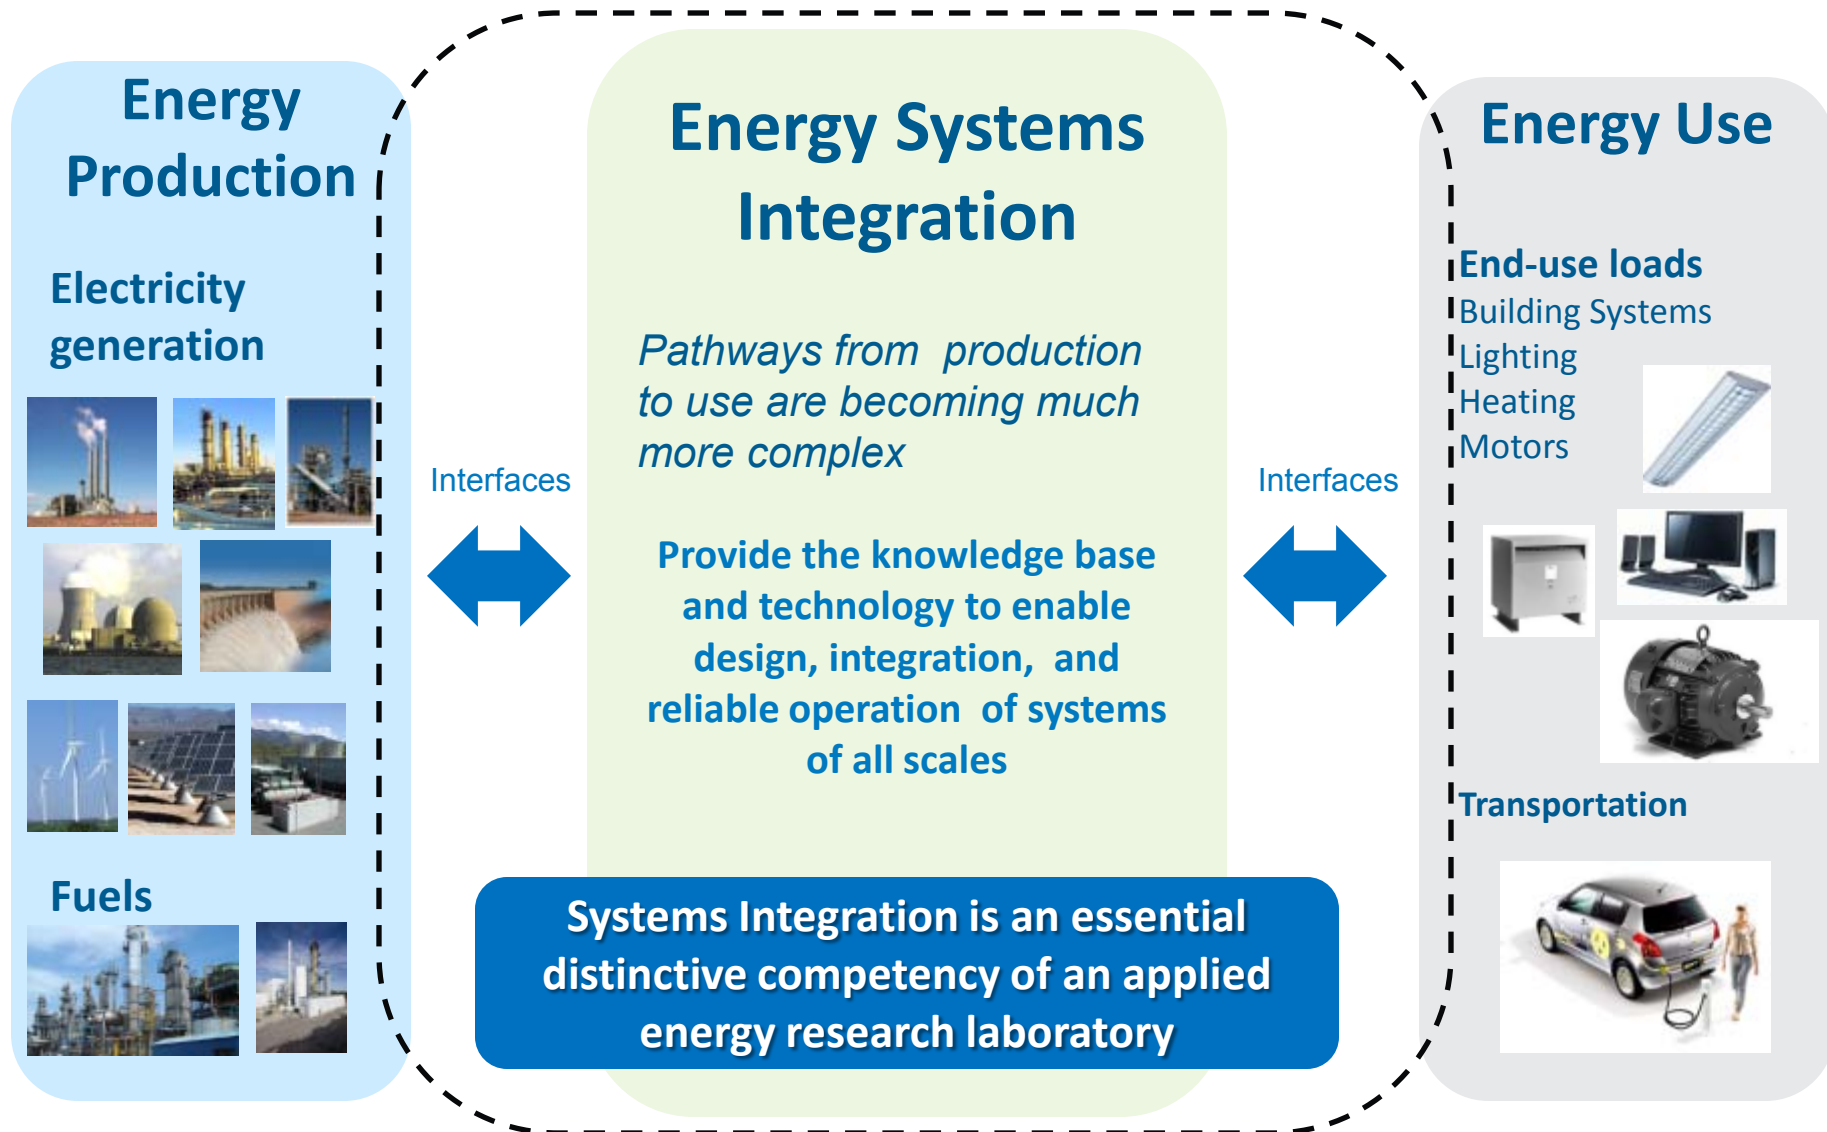 Energy
Production
Electricity
generation
Fuels
Interfaces
Energy Systems
Integration
Pathways from production
to use are becoming much
more complex
Provide the knowledge base
and technology to enable
design, integration, and
reliable operation of systems
of all scales
Systems Integration is an essential
distinctive competency of an applied
energy research laboratory
Interfaces
Energy Use
End-use loads
Building Systems
Lighting
Heating
Motors
Transportation